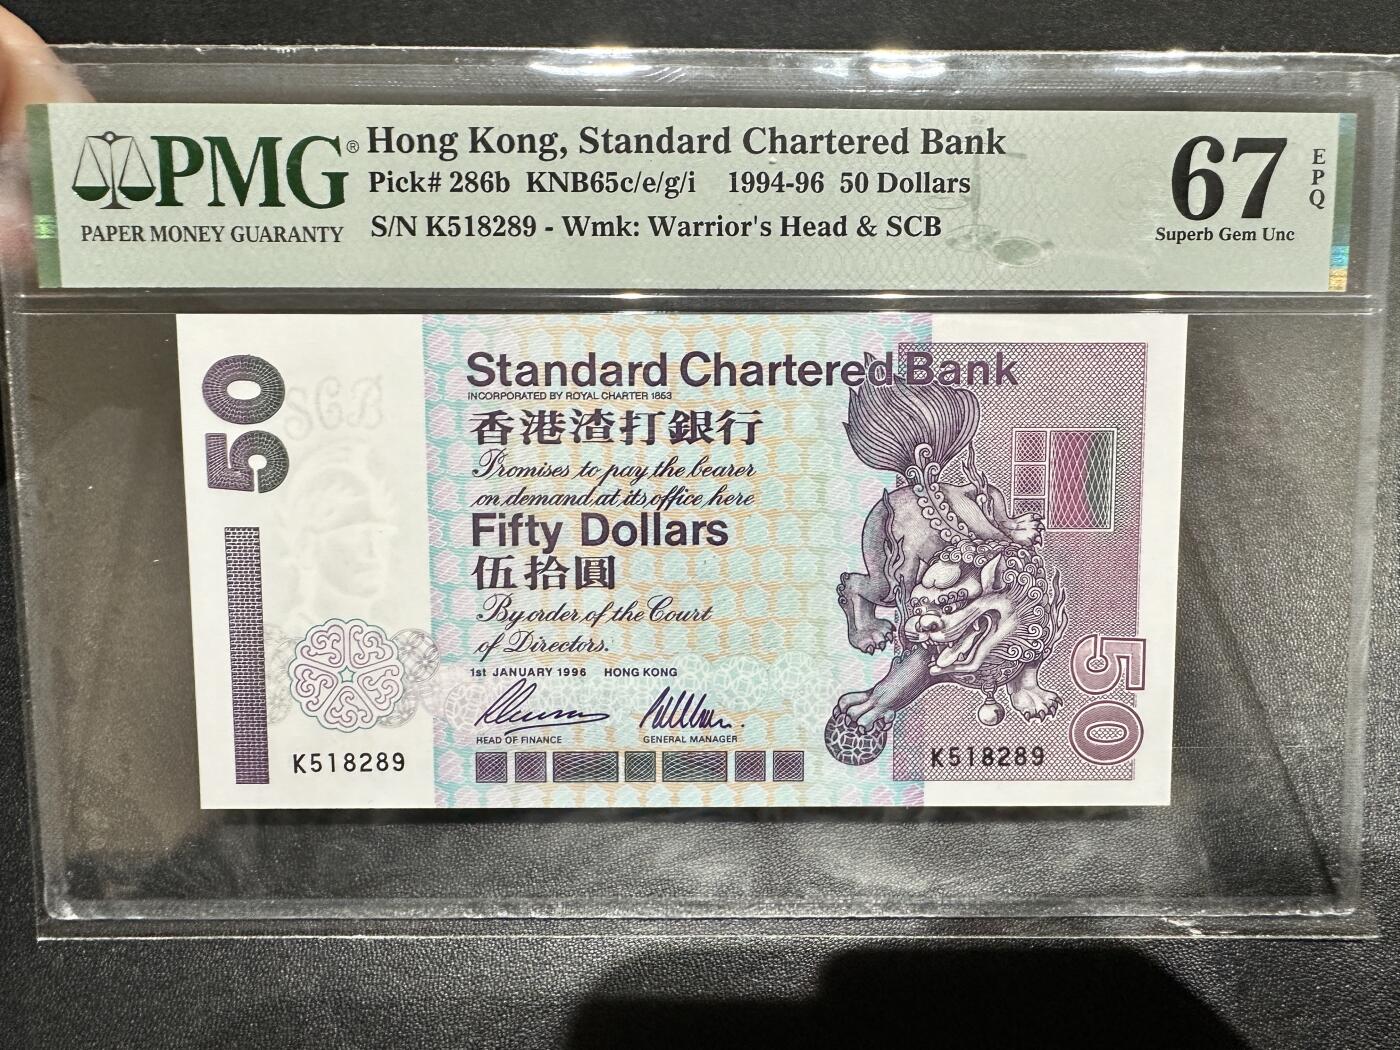 PMG®
PAPER MONEY GUARANTY
Hong Kong, Standard Chartered Bank
Pick# 286b KNB65c/e/g/i 1994-96 50 Dollars
S/N K518289 - Wmk: Warrior's Head & SCB
67
EPQ
Superb Gem Unc
50
SCB
Standard Chartered Bank
INCORPORATED BY ROYAL CHARTER 1853
香港渣打銀行
Promises to pay the bearer
on demand at its office here
Fifty Dollars
伍拾圓
By order of the Court
of Directors.
1st JANUARY 1996 HONG KONG
HEAD OF FINANCE
GENERAL MANAGER
50
K518289
K518289